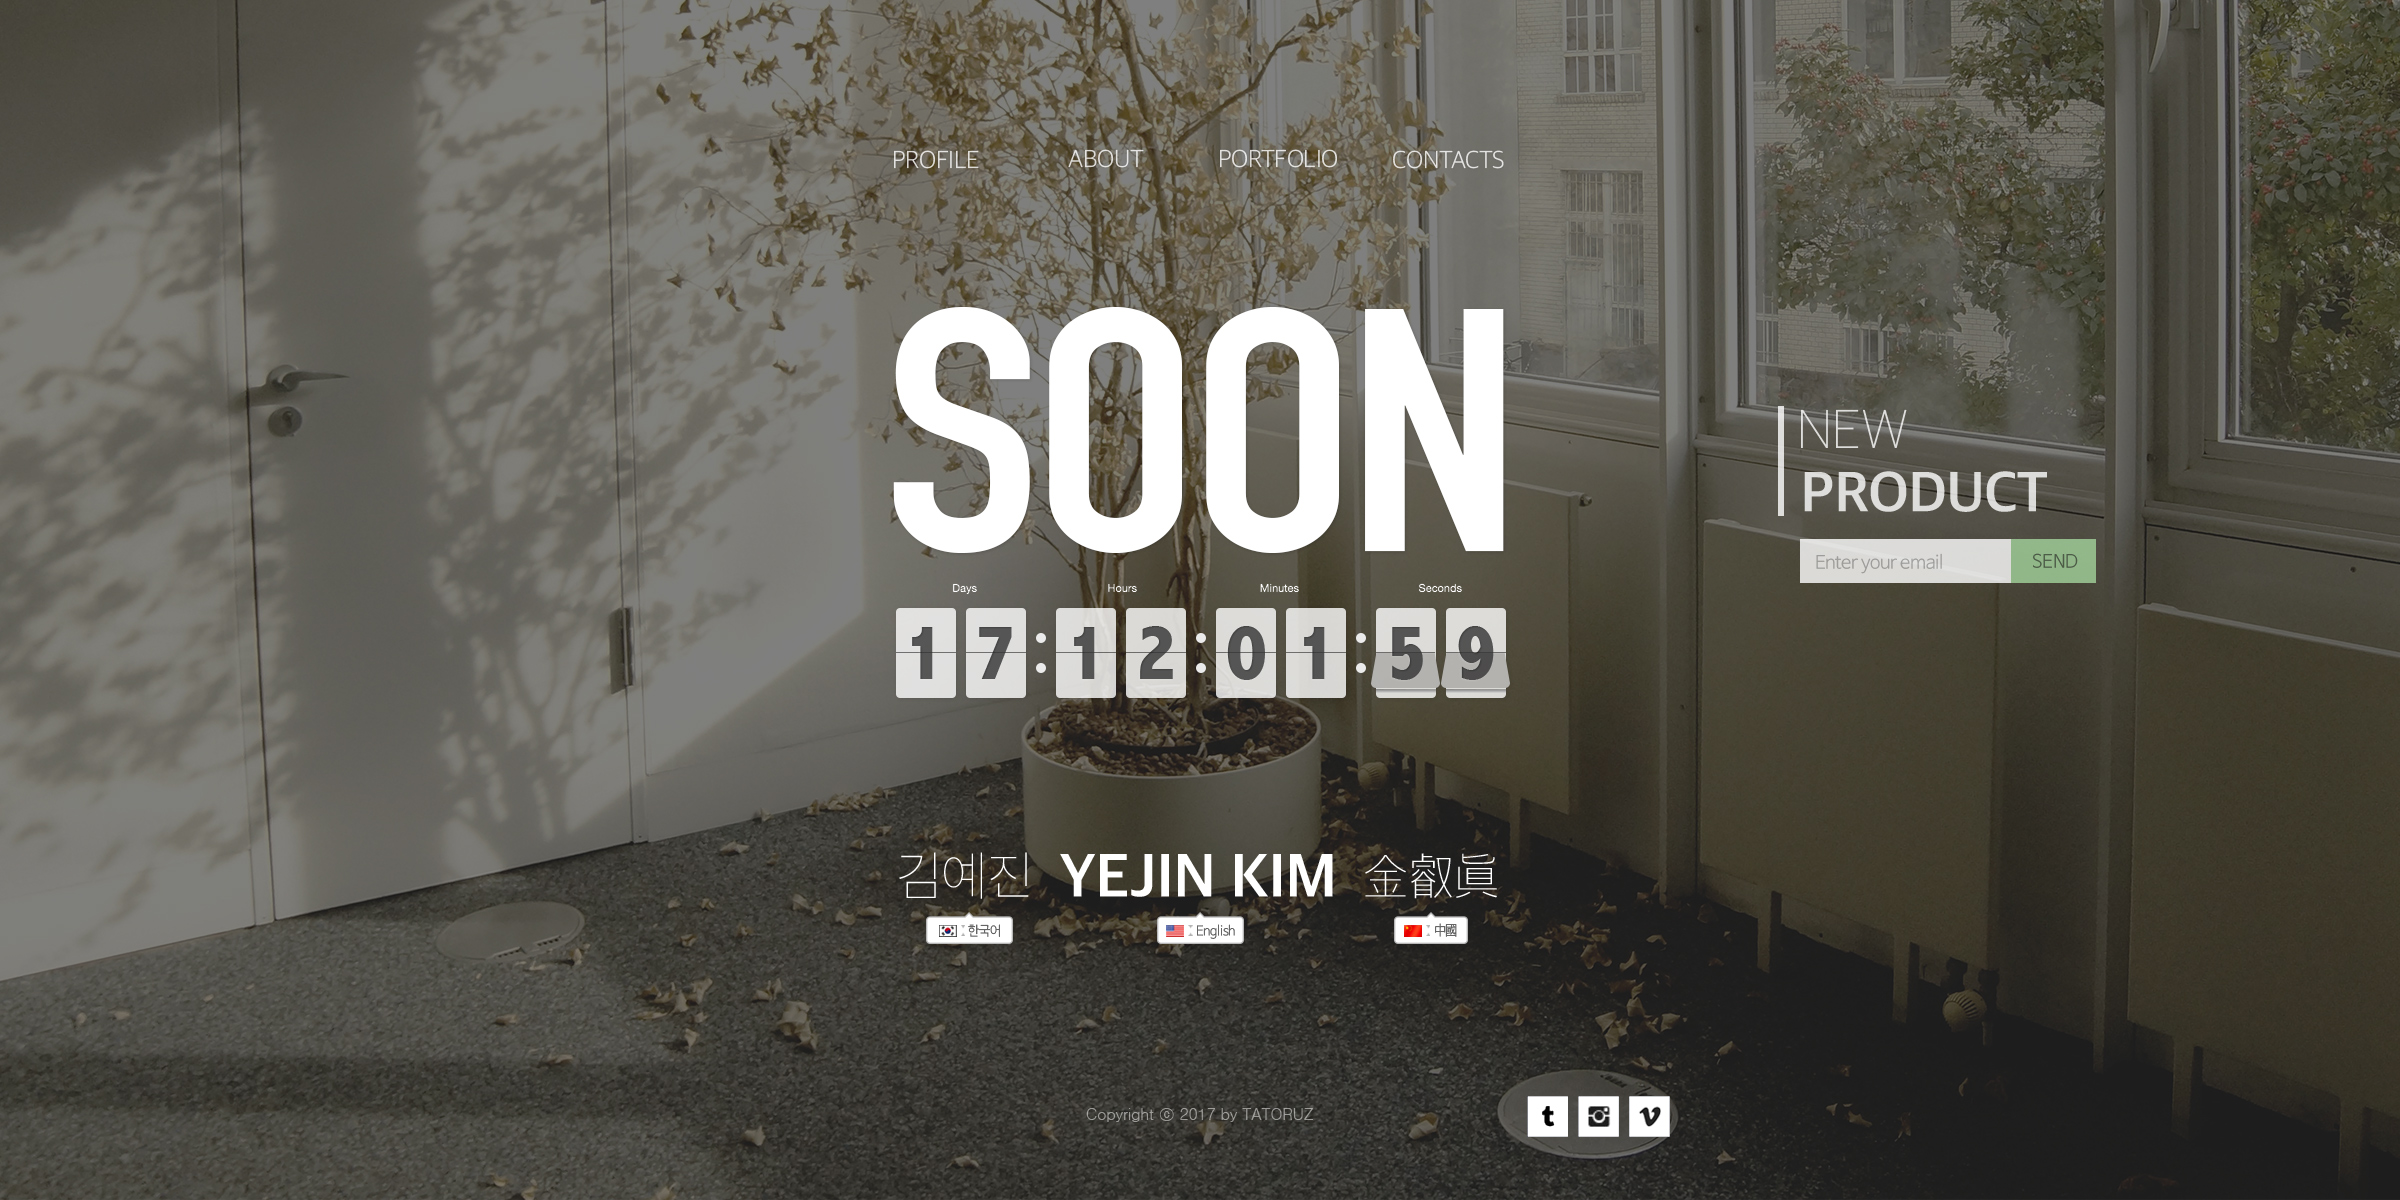 PROFILE ABOUT PORTFOLIO CONTACTS
SOON
NEW
PRODUCT
Enter your email SEND
Days Hours Minutes Seconds
17:12:01:59
김예진 YEJIN KIM 金叡眞
한국어 English 中國
Copyright ⓒ 2017 by TATORUZ